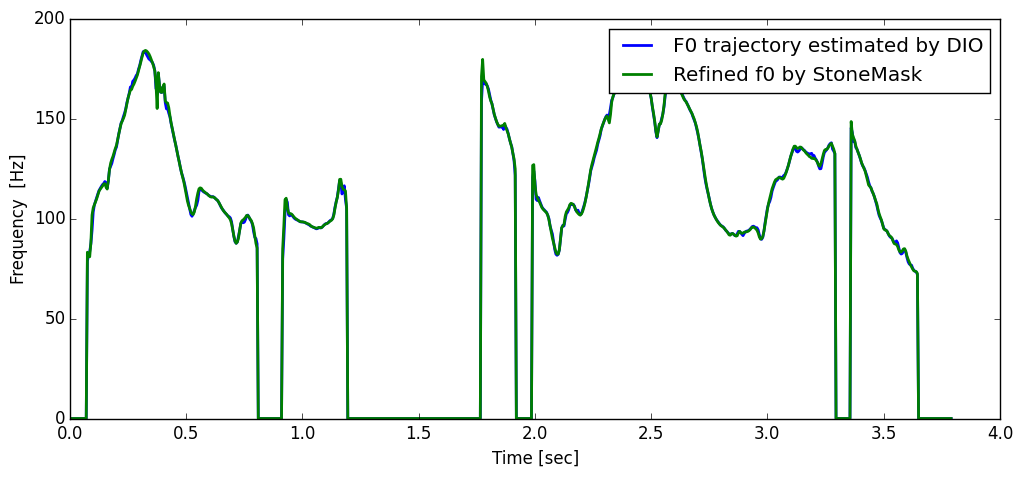 200
150
100
50
0
Frequency [Hz]
F0 trajectory estimated by DIO
Refined f0 by StoneMask
0.0 0.5 1.0 1.5 2.0 2.5 3.0 3.5 4.0
Time [sec]